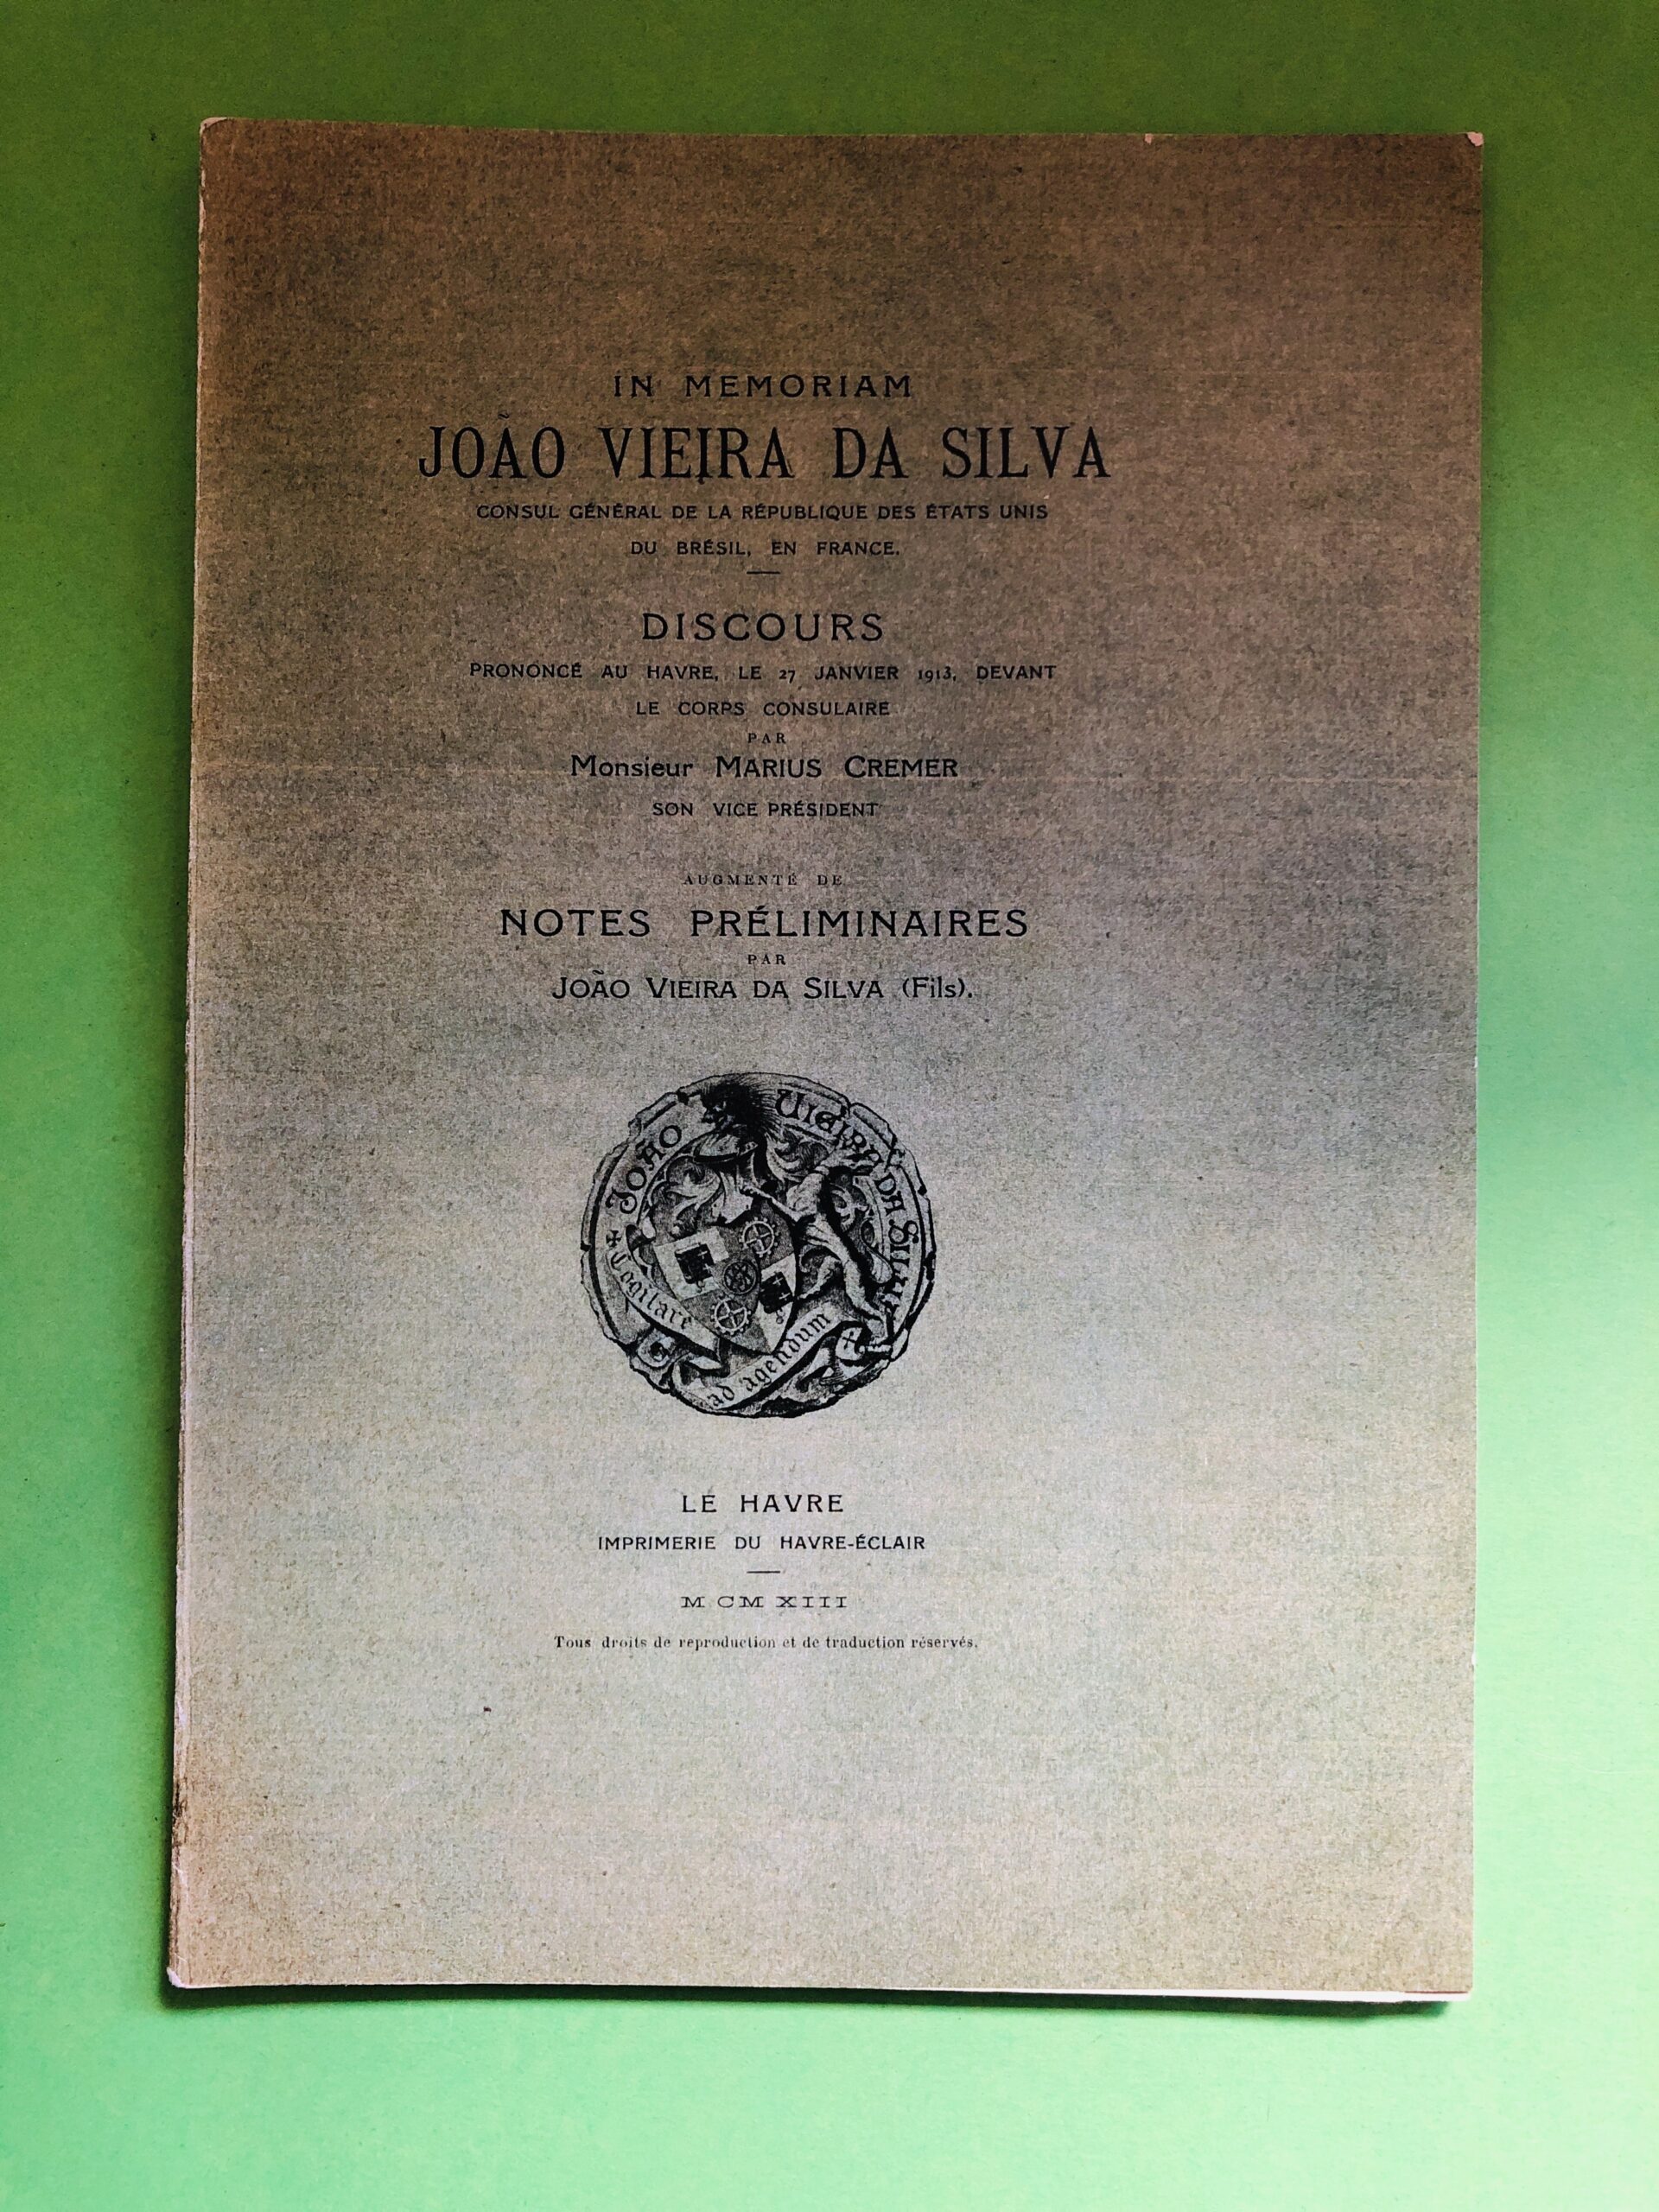 IN MEMORIAM
JOÃO VIEIRA DA SILVA
CONSUL GÉNÉRAL DE LA RÉPUBLIQUE DES ÉTATS UNIS
DU BRÉSIL, EN FRANCE.
DISCOURS
PRONONCÉ AU HAVRE, LE 27 JANVIER 1913, DEVANT
LE CORPS CONSULAIRE
PAR
Monsieur MARIUS CREMER
SON VICE PRÉSIDENT
AUGMENTÉ DE
NOTES PRÉLIMINAIRES
PAR
JOÃO VIEIRA DA SILVA (Fils).
JOÃO VIEIRA DA SILVA
Cogitare
ad agendum
LE HAVRE
IMPRIMERIE DU HAVRE-ÉCLAIR
M CM XIII
Tous droits de reproduction et de traduction réservés.